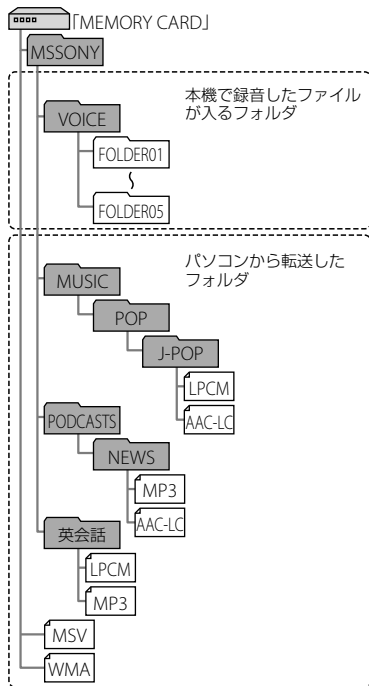 「MEMORY CARD」
MSSONY
本機で録音したファイル
が入るフォルダ
VOICE
FOLDER01
〜
FOLDER05
パソコンから転送した
フォルダ
MUSIC
POP
J-POP
LPCM
AAC-LC
PODCASTS
NEWS
MP3
AAC-LC
英会話
LPCM
MP3
MSV
WMA